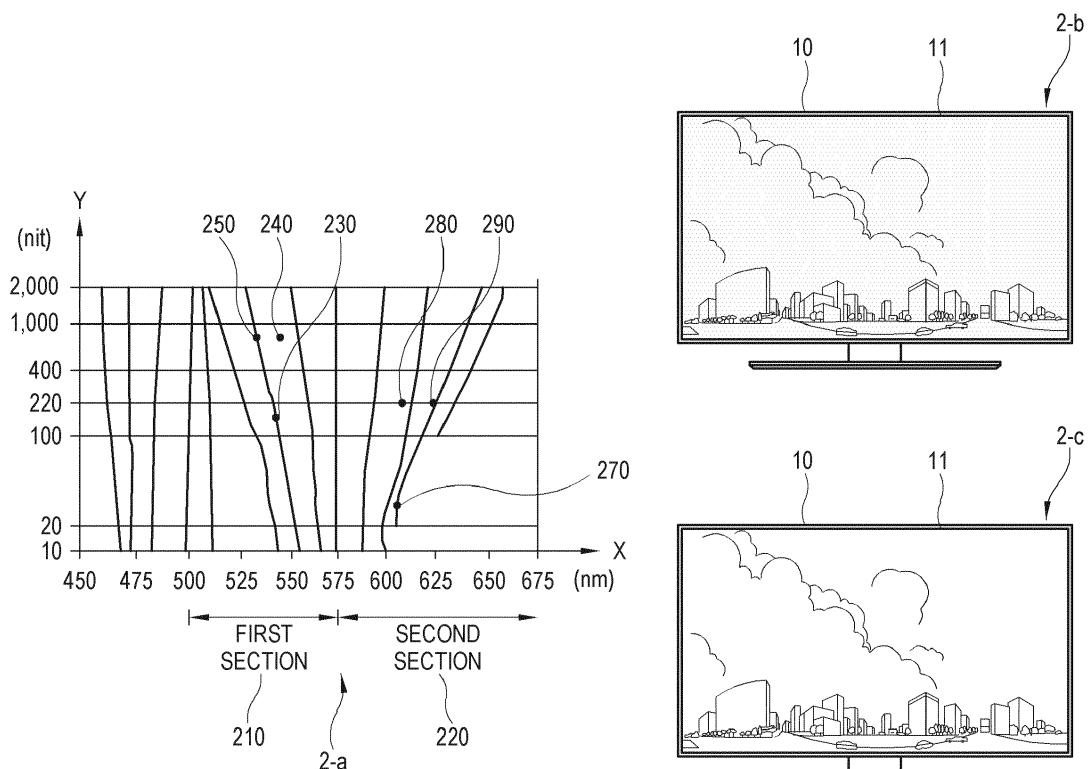 2-b
10 11
Y
(nit)
250 240 230 280 290
2,000
1,000
400
220
100
20
10
270
X
450 475 500 525 550 575 600 625 650 675 (nm)
FIRST SECTION
SECOND SECTION
210 220
2-a
2-c
10 11